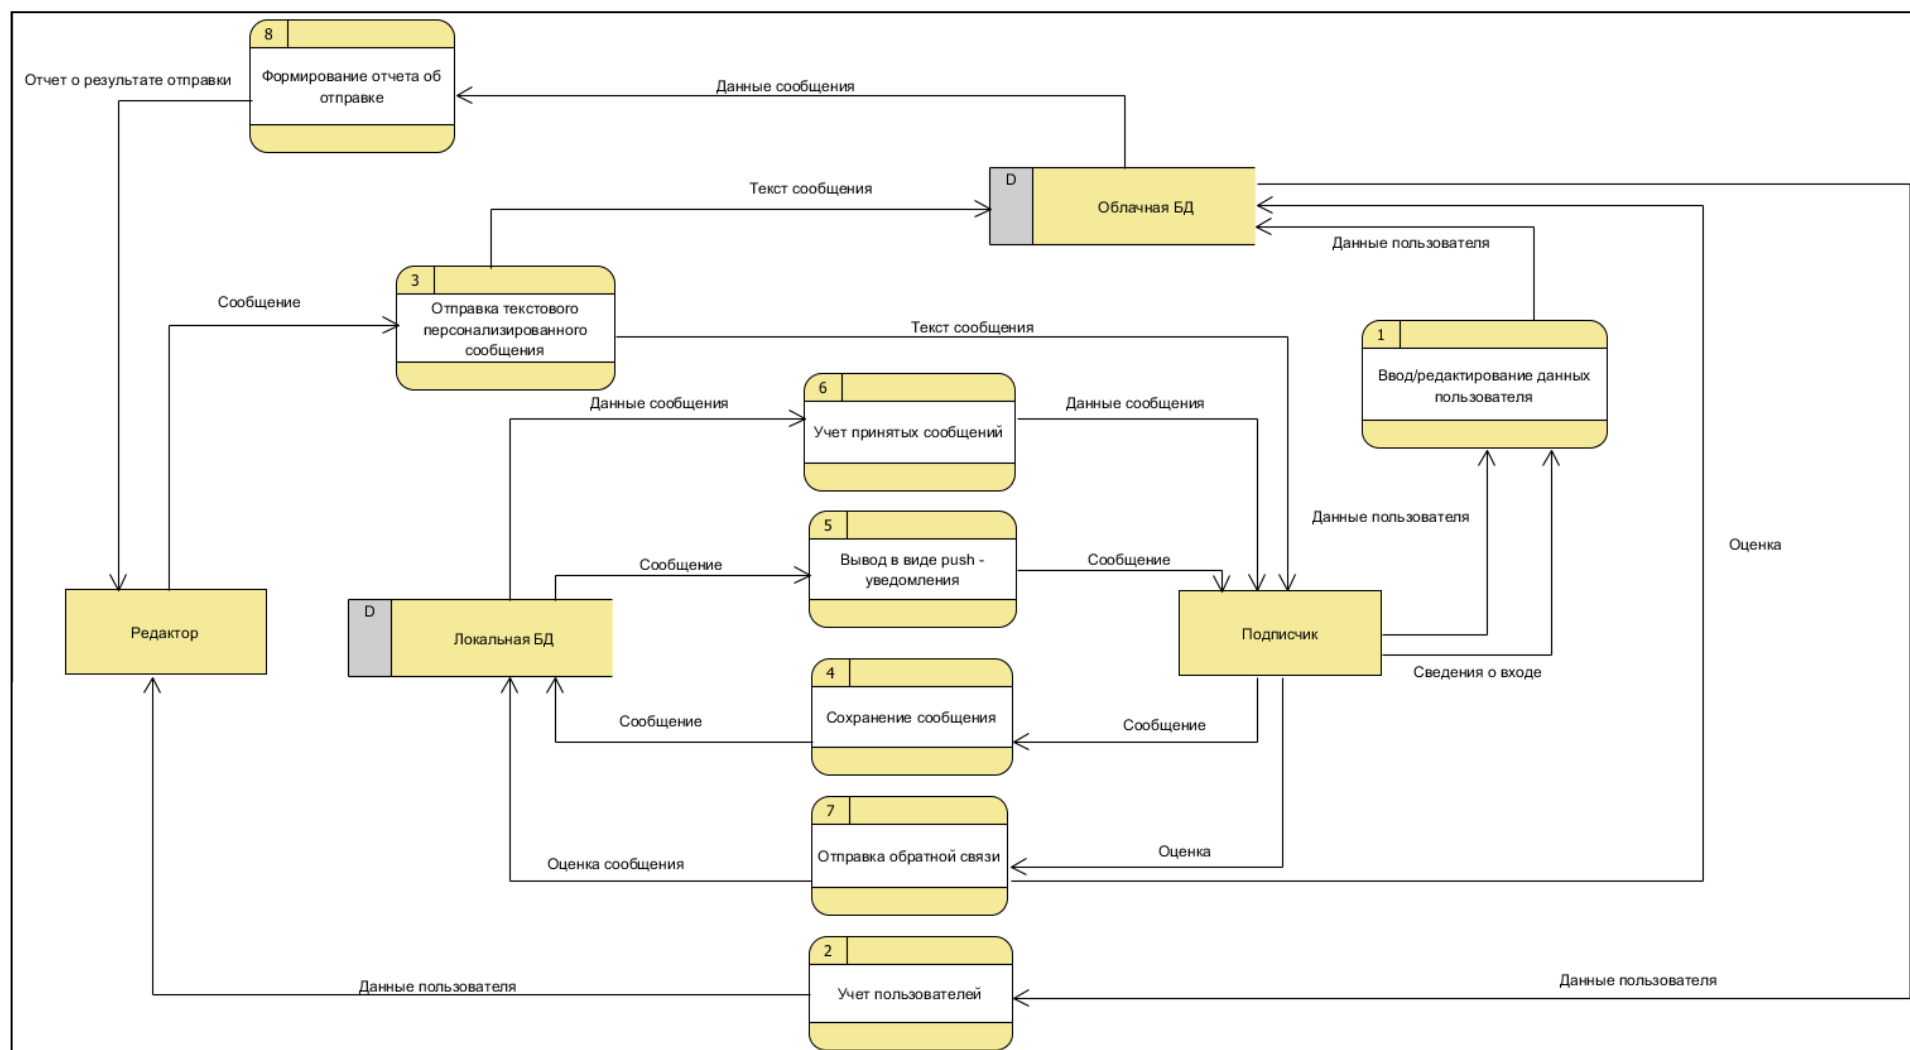 8
Формирование отчета об
отправке
Отчет о результате отправки
Данные сообщения
D
Облачная БД
Текст сообщения
Данные пользователя
3
Отправка текстового
персонализированного
сообщения
Сообщение
Текст сообщения
1
Ввод/редактирование данных
пользователя
6
Учет принятых сообщений
Данные сообщения
Данные сообщения
Данные пользователя
5
Вывод в виде push -
уведомления
Сообщение
Сообщение
Оценка
Редактор
D
Локальная БД
Подписчик
Сведения о входе
4
Сохранение сообщения
Сообщение
Сообщение
7
Отправка обратной связи
Оценка сообщения
Оценка
2
Учет пользователей
Данные пользователя
Данные пользователя